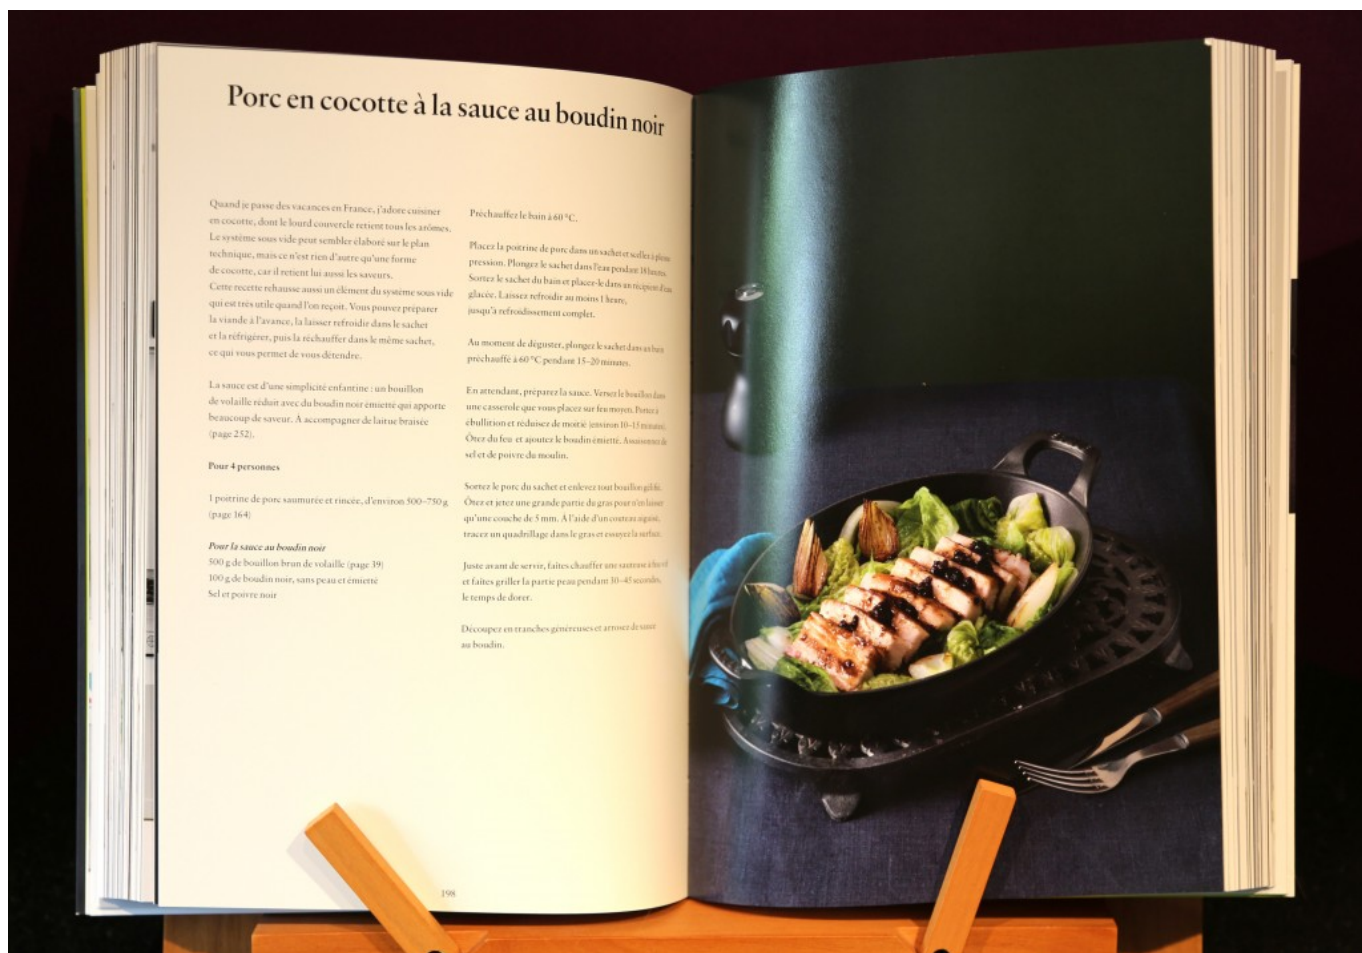 Porc en cocotte à la sauce au boudin noir
Quand je passe des vacances en France, j'adore cuisiner
en cocotte, dont le lourd couvercle retient tous les arômes.
Le système sous vide peut sembler élaboré sur le plan
technique, mais ce n'est rien d'autre qu'une forme
de cocotte, car il retient lui aussi les saveurs.
Cette recette rehausse aussi un élément du système sous vide
qui est très utile quand l'on reçoit. Vous pouvez préparer
la viande à l'avance, la laisser refroidir dans le sachet
et la réfrigérer, puis la réchauffer dans le même sachet,
ce qui vous permet de vous détendre.
La sauce est d'une simplicité enfantine : un bouillon
de volaille réduit avec du boudin noir émietté qui apporte
beaucoup de saveur. À accompagner de laitue braisée
(page 252).
Pour 4 personnes
1 poitrine de porc saumurée et rincée, d'environ 500–750 g
(page 164)
Pour la sauce au boudin noir
500 g de bouillon brun de volaille (page 39)
100 g de boudin noir, sans peau et émietté
Sel et poivre noir
Préchauffez le bain à 60 °C.
Placez la poitrine de porc dans un sachet et scellez à pleine
pression. Plongez le sachet dans l'eau pendant 18 heures.
Sortez le sachet du bain et placez-le dans un récipient d'eau
glacée. Laissez refroidir au moins 1 heure,
jusqu'à refroidissement complet.
Au moment de déguster, plongez le sachet dans un bain
préchauffé à 60 °C pendant 15–20 minutes.
En attendant, préparez la sauce. Versez le bouillon dans
une casserole que vous placez sur feu moyen. Portez à
ébullition et réduisez de moitié (environ 10–15 minutes).
Ôtez du feu et ajoutez le boudin émietté. Assaisonnez de
sel et de poivre du moulin.
Sortez le porc du sachet et enlevez tout bouillon gélifié.
Ôtez et jetez une grande partie du gras pour n'en laisser
qu'une couche de 5 mm. À l'aide d'un couteau aiguisé,
tracez un quadrillage dans le gras et essuyez la surface.
Juste avant de servir, faites chauffer une sauteuse à feu vif
et faites griller la partie peau pendant 30–45 secondes,
le temps de dorer.
Découpez en tranches généreuses et arrosez de sauce
au boudin.
198